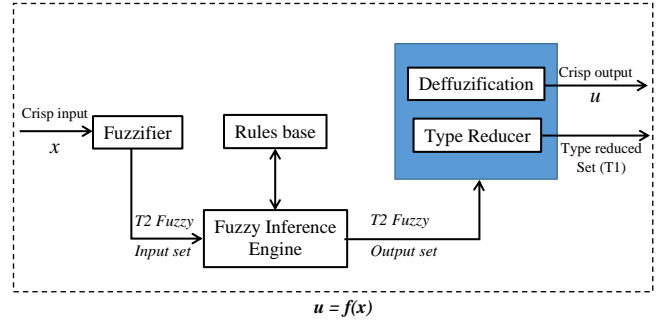 Crisp input
x
Fuzzifier
Rules base
Deffuzification
Type Reducer
Crisp output
u
Type reduced
Set (T1)
T2 Fuzzy
Input set
Fuzzy Inference
Engine
T2 Fuzzy
Output set
u = f(x)